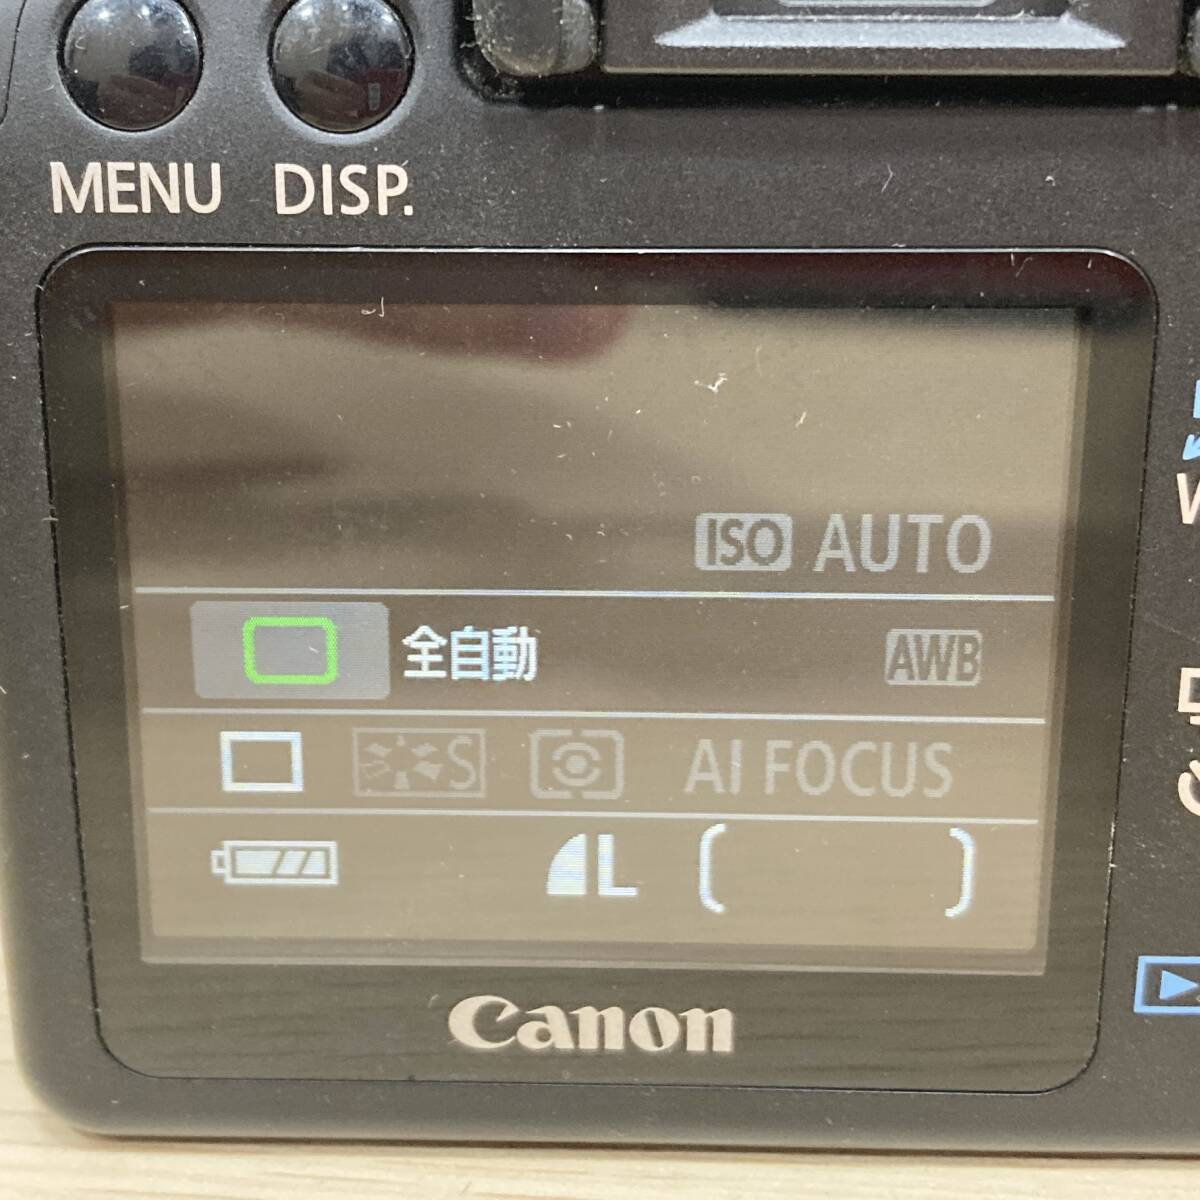 MENU DISP.
ISO AUTO
全自動 AWB
S AI FOCUS
L [ ]
Canon
W